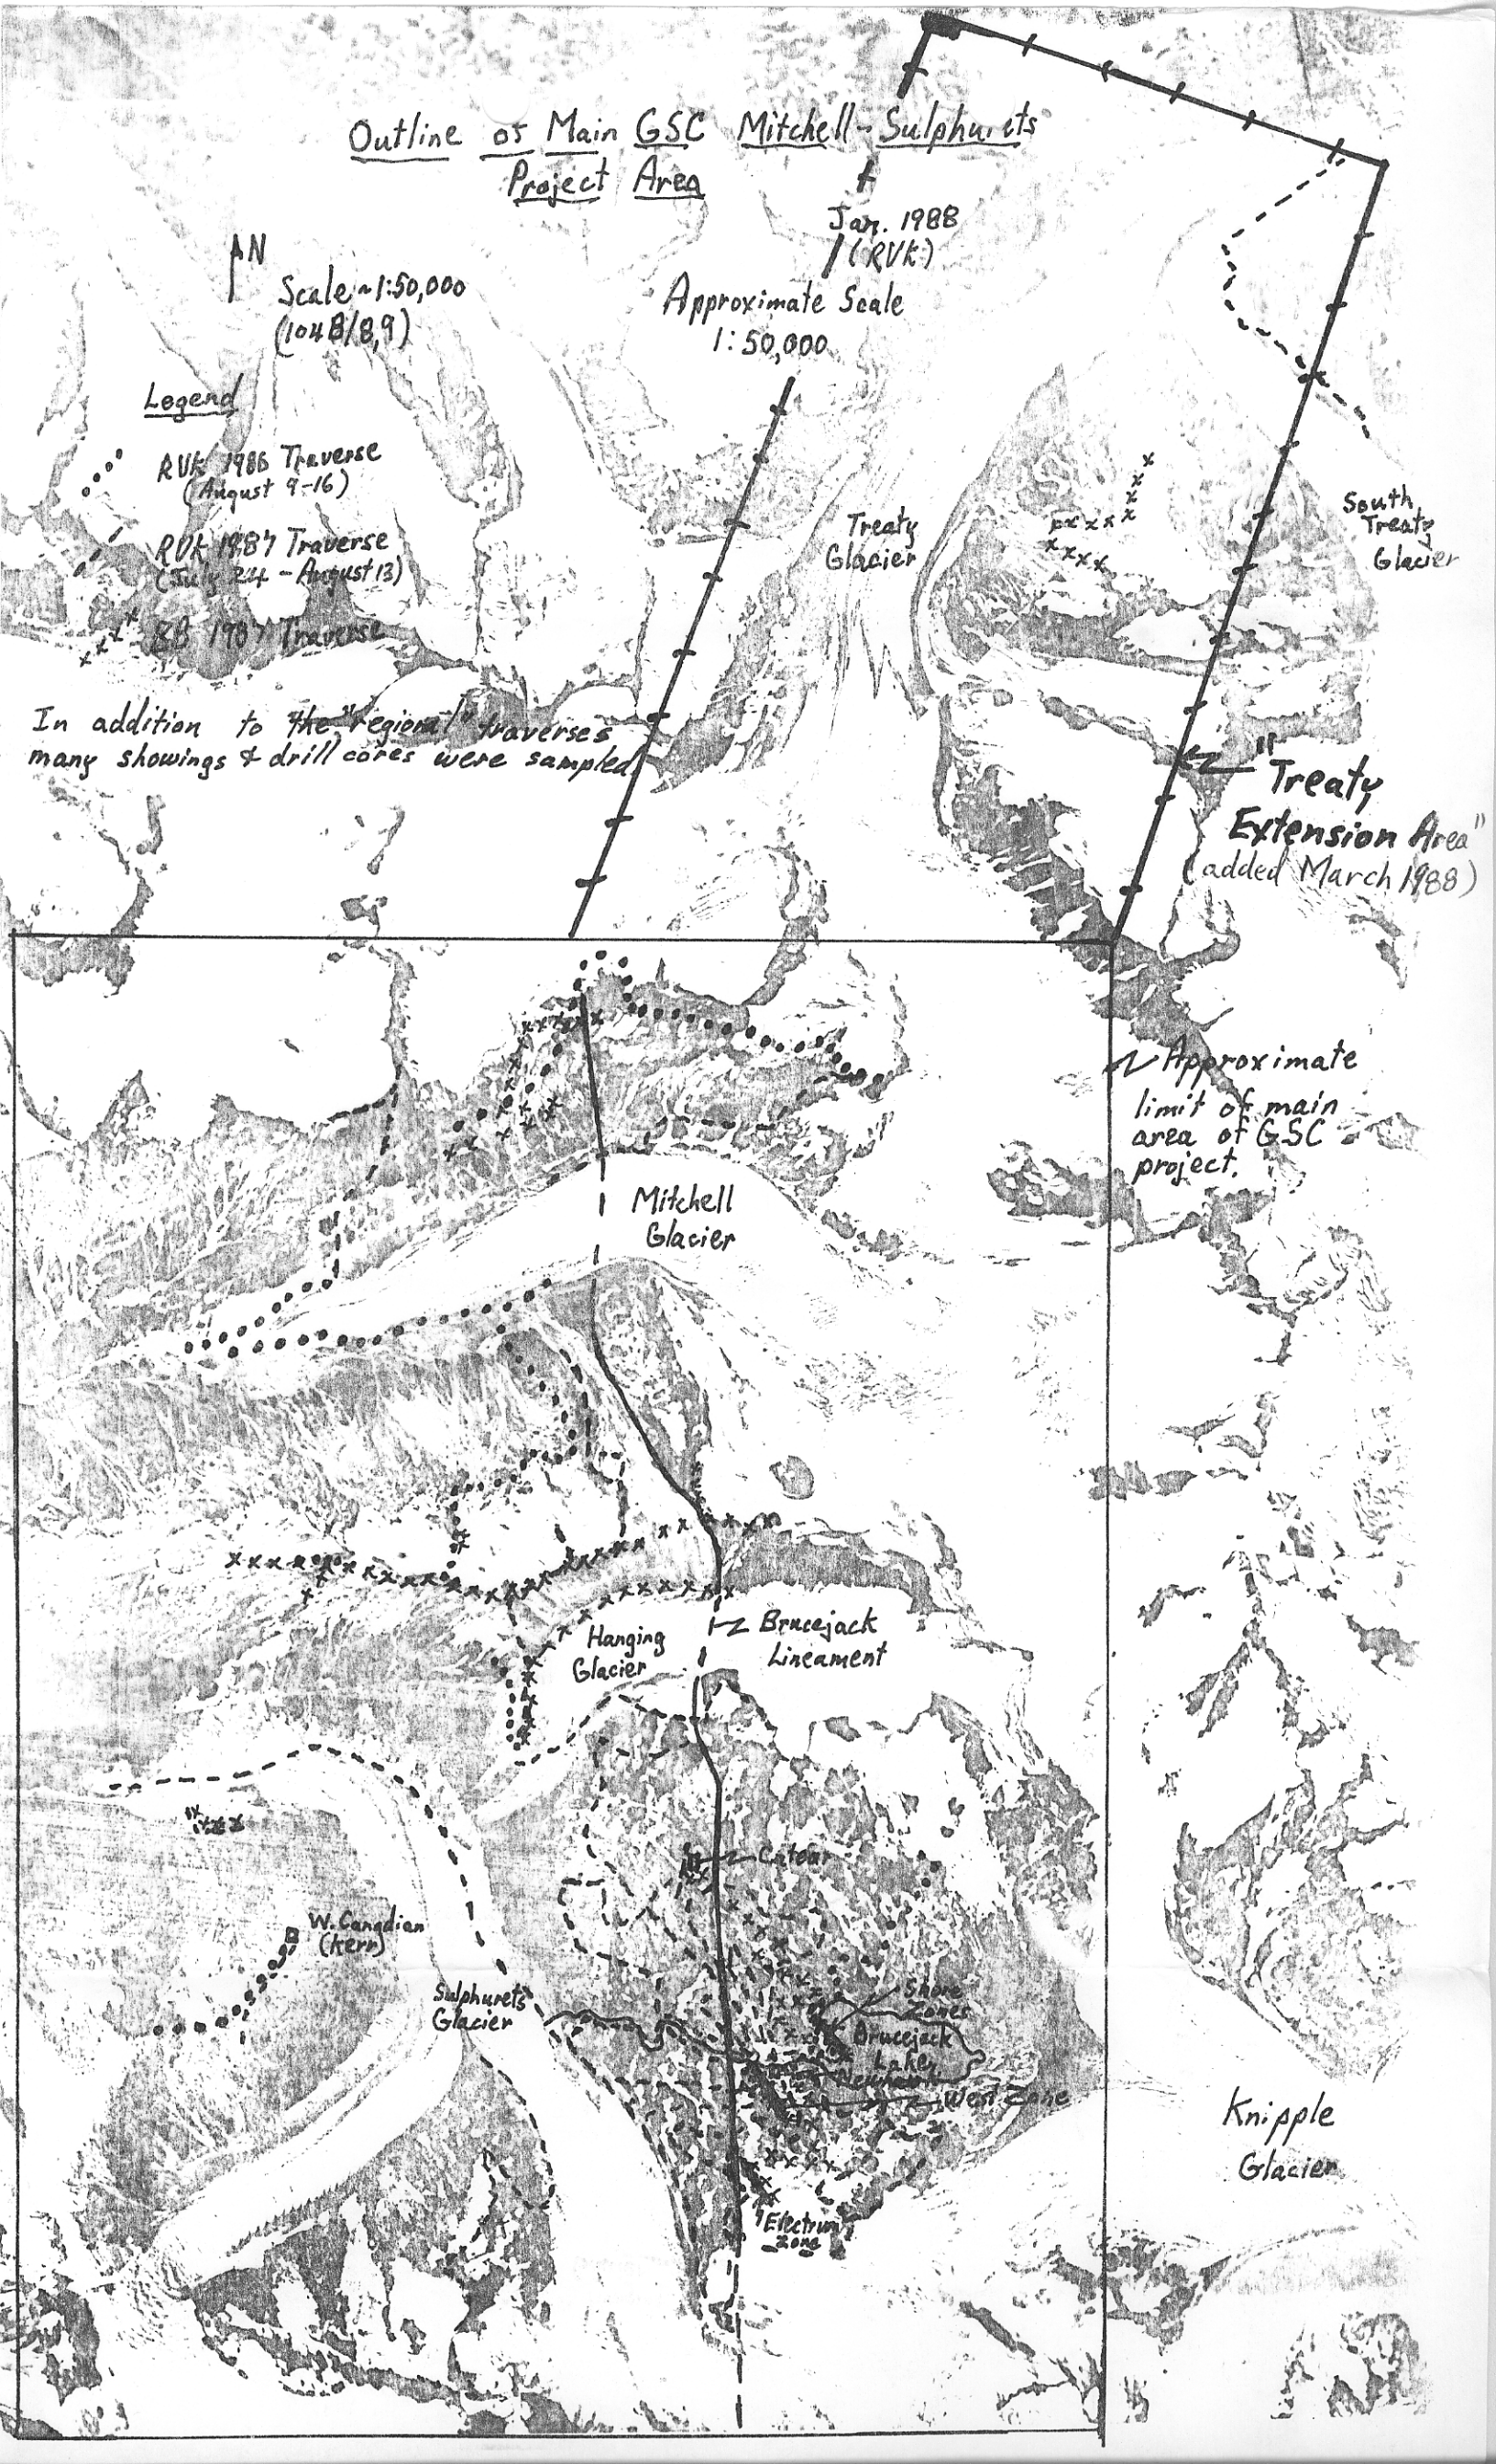 Outline of Main GSC Mitchell-Sulphurets
Project Area
Jan. 1988
(RVK)
N
Scale ~1:50,000
(104B/8,9)
Approximate Scale
1:50,000
Legend
RVK 1986 Traverse
(August 9-16)
RVK 1987 Traverse
(July 24 - August 13)
BB 1987 Traverse
In addition to the "regional" traverses
many showings & drill cores were sampled.
Treaty
Glacier
South
Treaty
Glacier
"Treaty
Extension Area"
(added March 1988)
Approximate
limit of main
area of GSC
project.
Mitchell
Glacier
Hanging
Glacier
Brucejack
Lineament
Catear
W. Canadian
(Kerr)
Sulphurets
Glacier
Shore
Zones
Brucejack
Lake
West Zone
Knipple
Glacier
Electrum
Zone